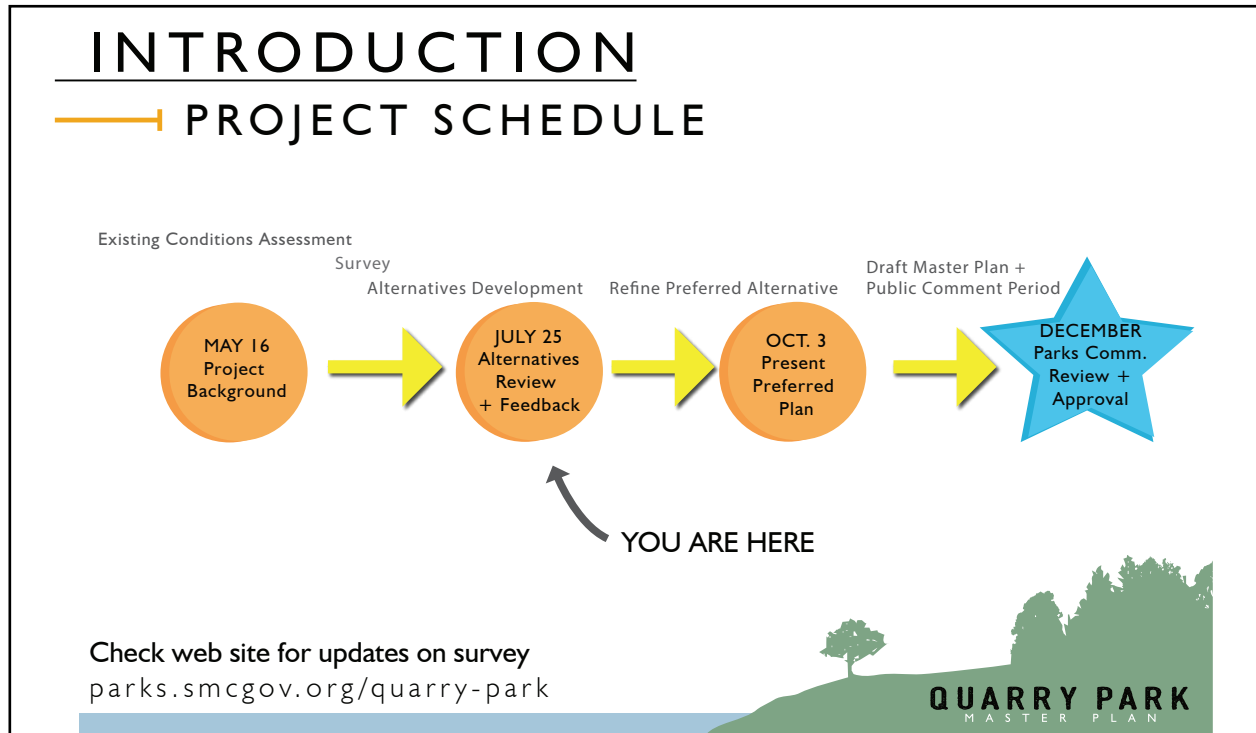 INTRODUCTION
PROJECT SCHEDULE
Existing Conditions Assessment
Survey
Alternatives Development
Refine Preferred Alternative
Draft Master Plan +
Public Comment Period
MAY 16
Project
Background
JULY 25
Alternatives
Review
+ Feedback
OCT. 3
Present
Preferred
Plan
DECEMBER
Parks Comm.
Review +
Approval
YOU ARE HERE
Check web site for updates on survey
parks.smcgov.org/quarry-park
QUARRY PARK
MASTER PLAN